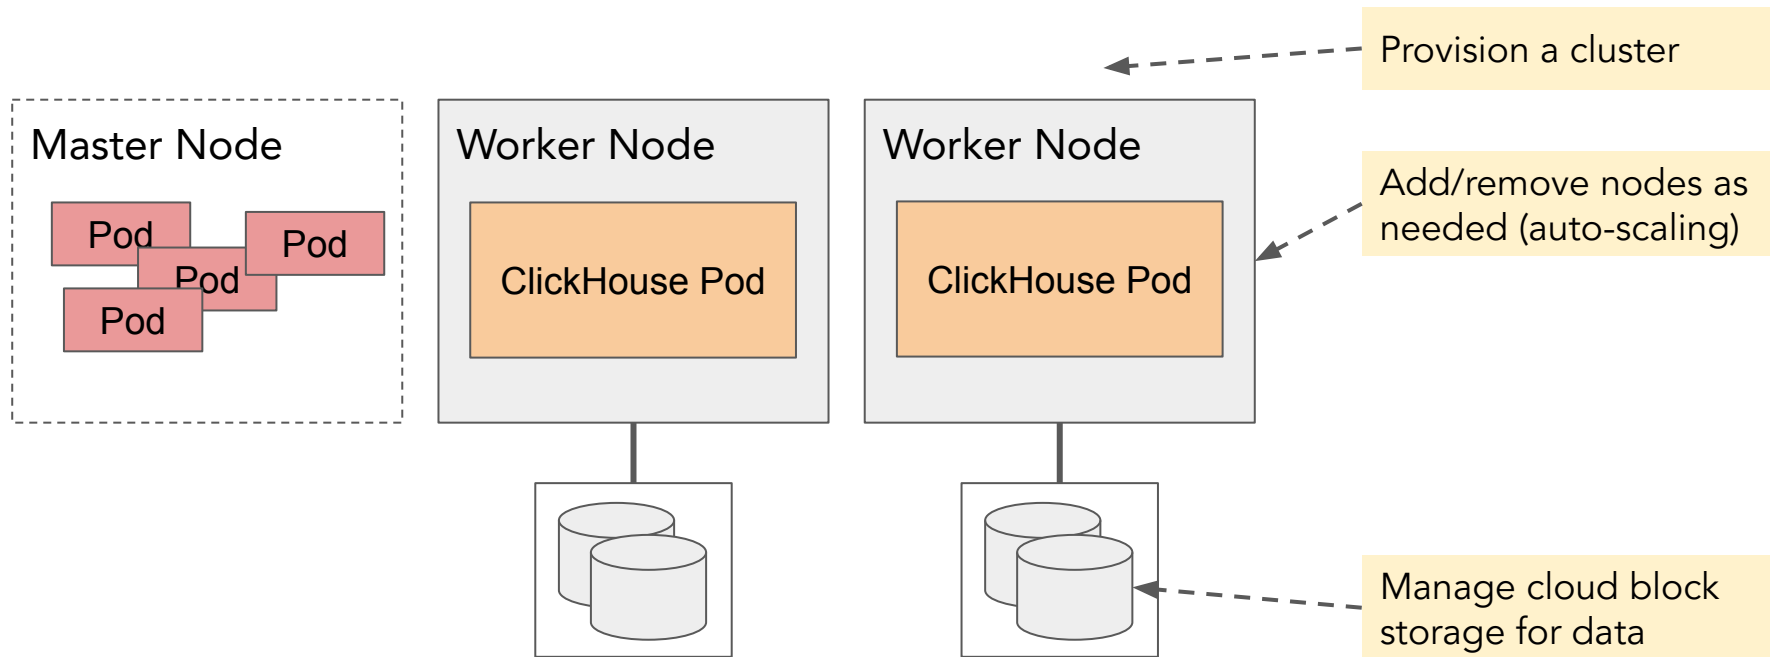 Provision a cluster
Master Node
Pod
Pod
Pod
Pod
Worker Node
ClickHouse Pod
Worker Node
ClickHouse Pod
Add/remove nodes as
needed (auto-scaling)
Manage cloud block
storage for data